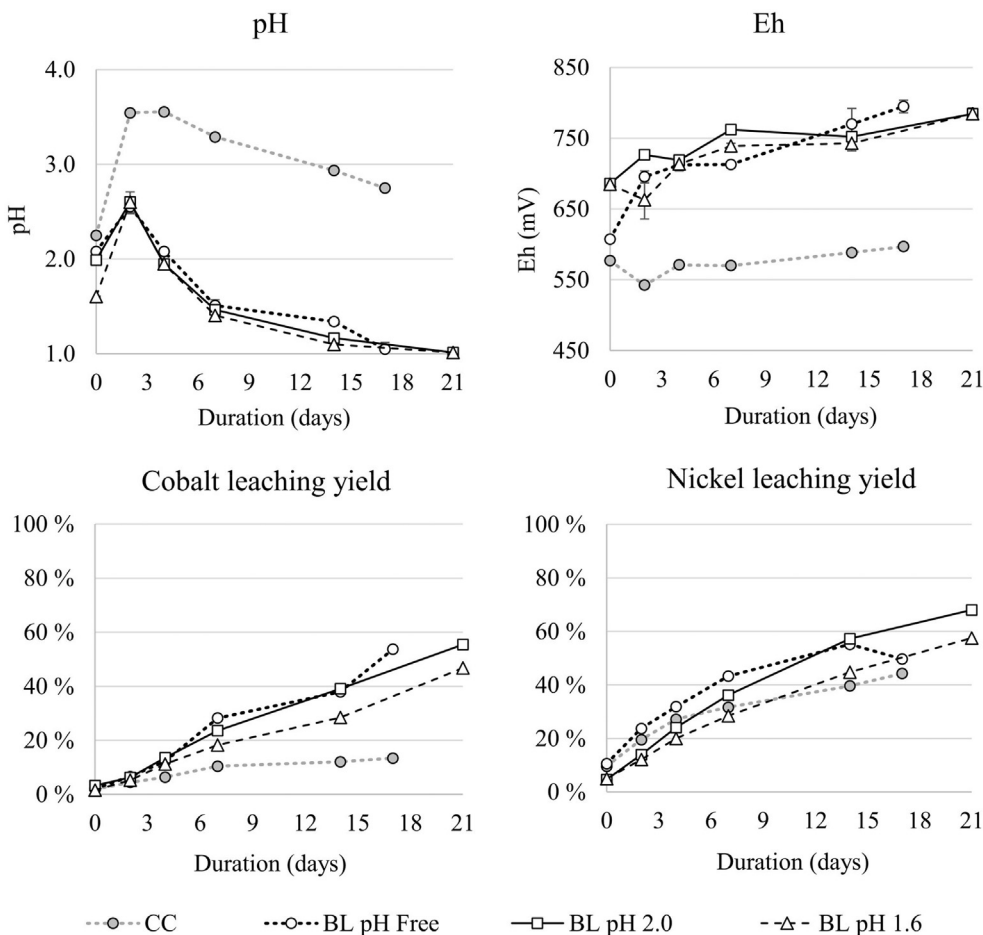 pH
4.0
3.0
2.0
1.0
pH
0 3 6 9 12 15 18 21
Duration (days)
Eh
850
750
650
550
450
Eh (mV)
0 3 6 9 12 15 18 21
Duration (days)
Cobalt leaching yield
100 %
80 %
60 %
40 %
20 %
0 %
0 3 6 9 12 15 18 21
Duration (days)
Nickel leaching yield
100 %
80 %
60 %
40 %
20 %
0 %
0 3 6 9 12 15 18 21
Duration (days)
CC BL pH Free BL pH 2.0 BL pH 1.6